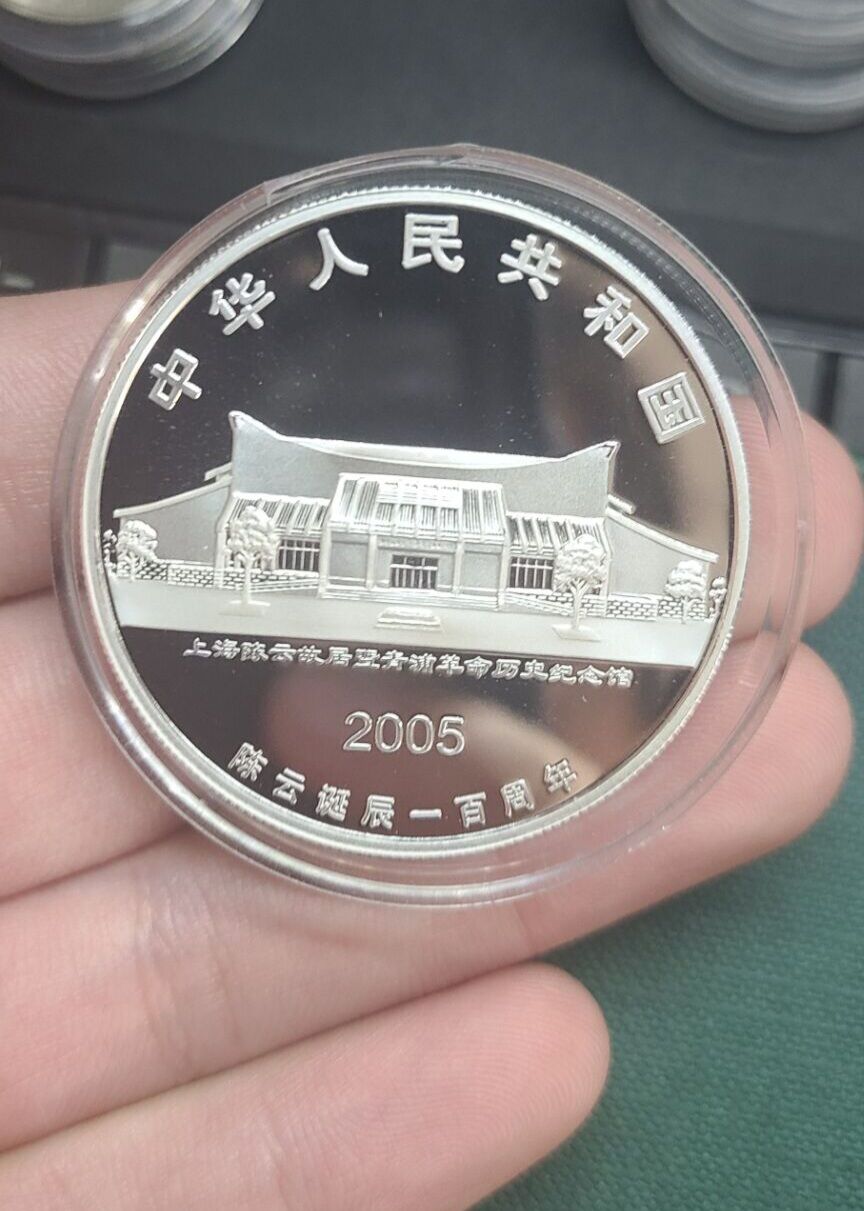 中华人民共和国
上海陈云故居暨青浦革命历史纪念馆
2005
陈云诞辰一百周年